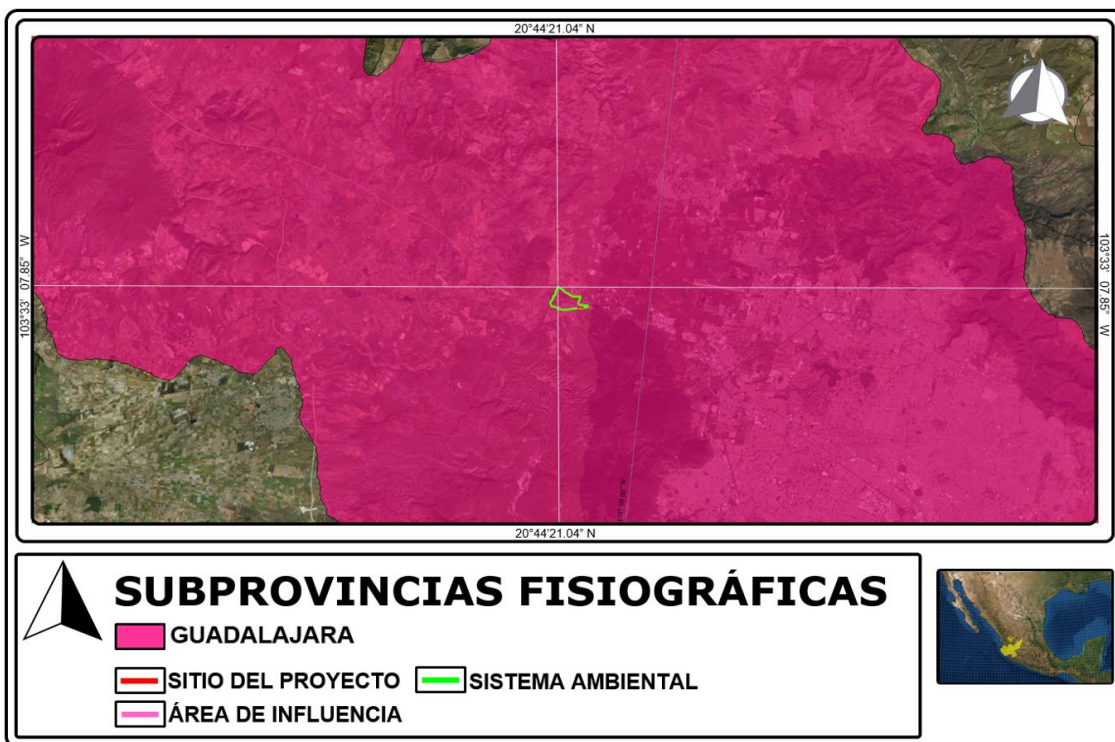 20°44'21.04" N
103°33' 07.85" W
103°33' 07.85" W
20°44'21.04" N
SUBPROVINCIAS FISIOGRÁFICAS
GUADALAJARA
SITIO DEL PROYECTO
SISTEMA AMBIENTAL
ÁREA DE INFLUENCIA